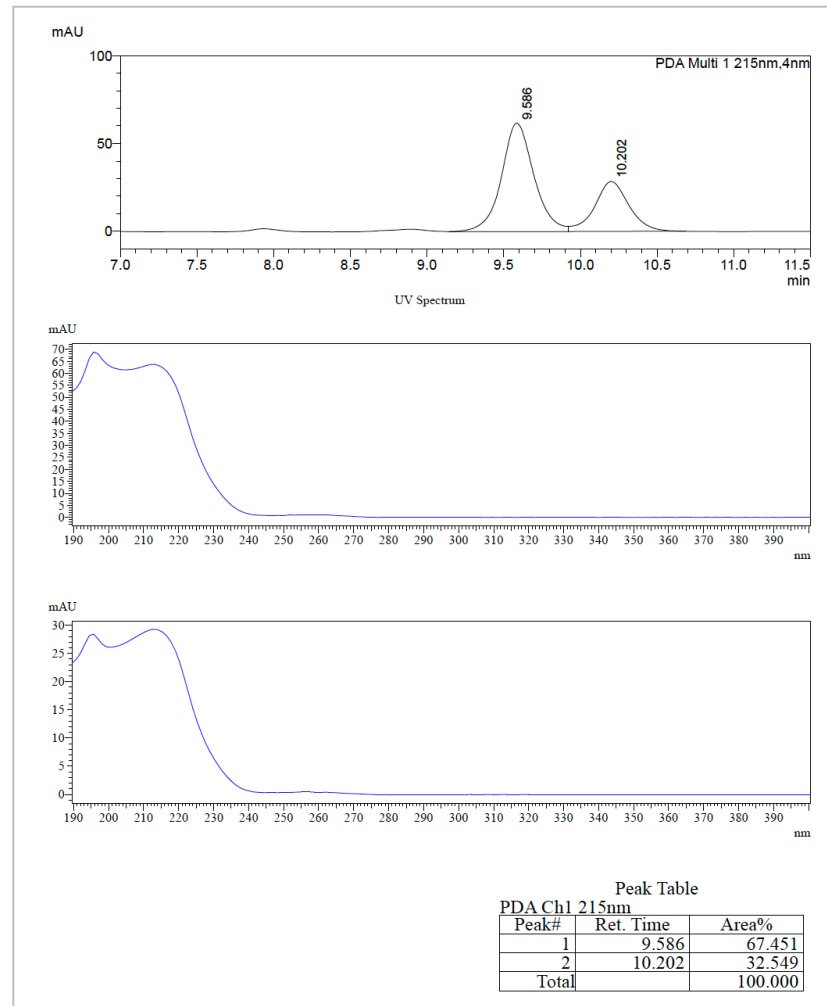 mAU
100
PDA Multi 1 215nm,4nm
9.586
10.202
50
0
7.0 7.5 8.0 8.5 9.0 9.5 10.0 10.5 11.0 11.5
min
UV Spectrum
mAU
70
65
60
55
50
45
40
35
30
25
20
15
10
5
0
190 200 210 220 230 240 250 260 270 280 290 300 310 320 330 340 350 360 370 380 390
nm
mAU
30
25
20
15
10
5
0
190 200 210 220 230 240 250 260 270 280 290 300 310 320 330 340 350 360 370 380 390
nm
Peak Table
PDA Ch1 215nm
Peak# Ret. Time Area%
1 9.586 67.451
2 10.202 32.549
Total 100.000